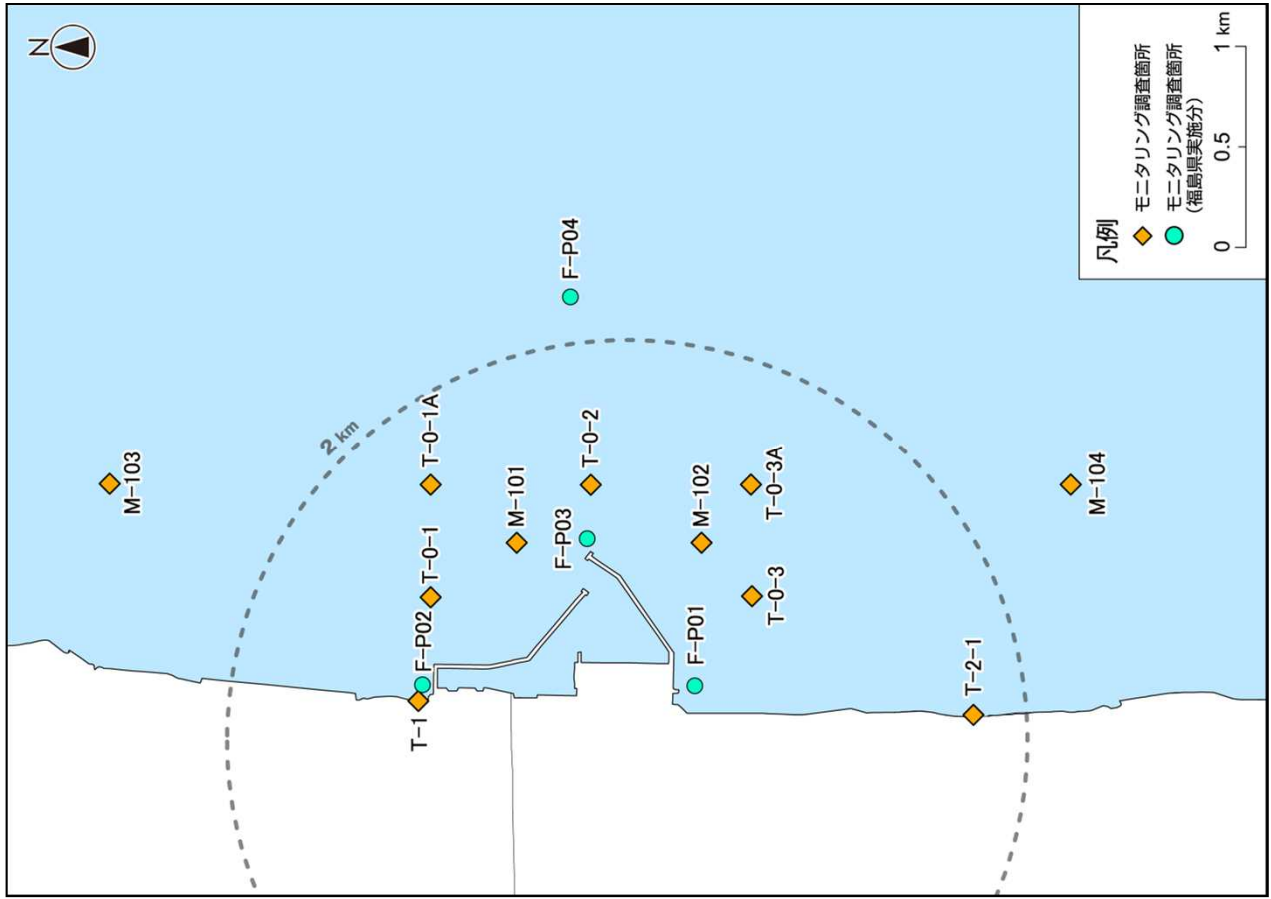 N
M-103
2 km
T-0-1A
T-0-1
F-P02
T-1
M-101
F-P04
T-0-2
F-P03
M-102
F-P01
T-0-3A
T-0-3
T-2-1
M-104
凡例
モニタリング調査箇所
モニタリング調査箇所
（福島県実施分）
0 0.5 1 km